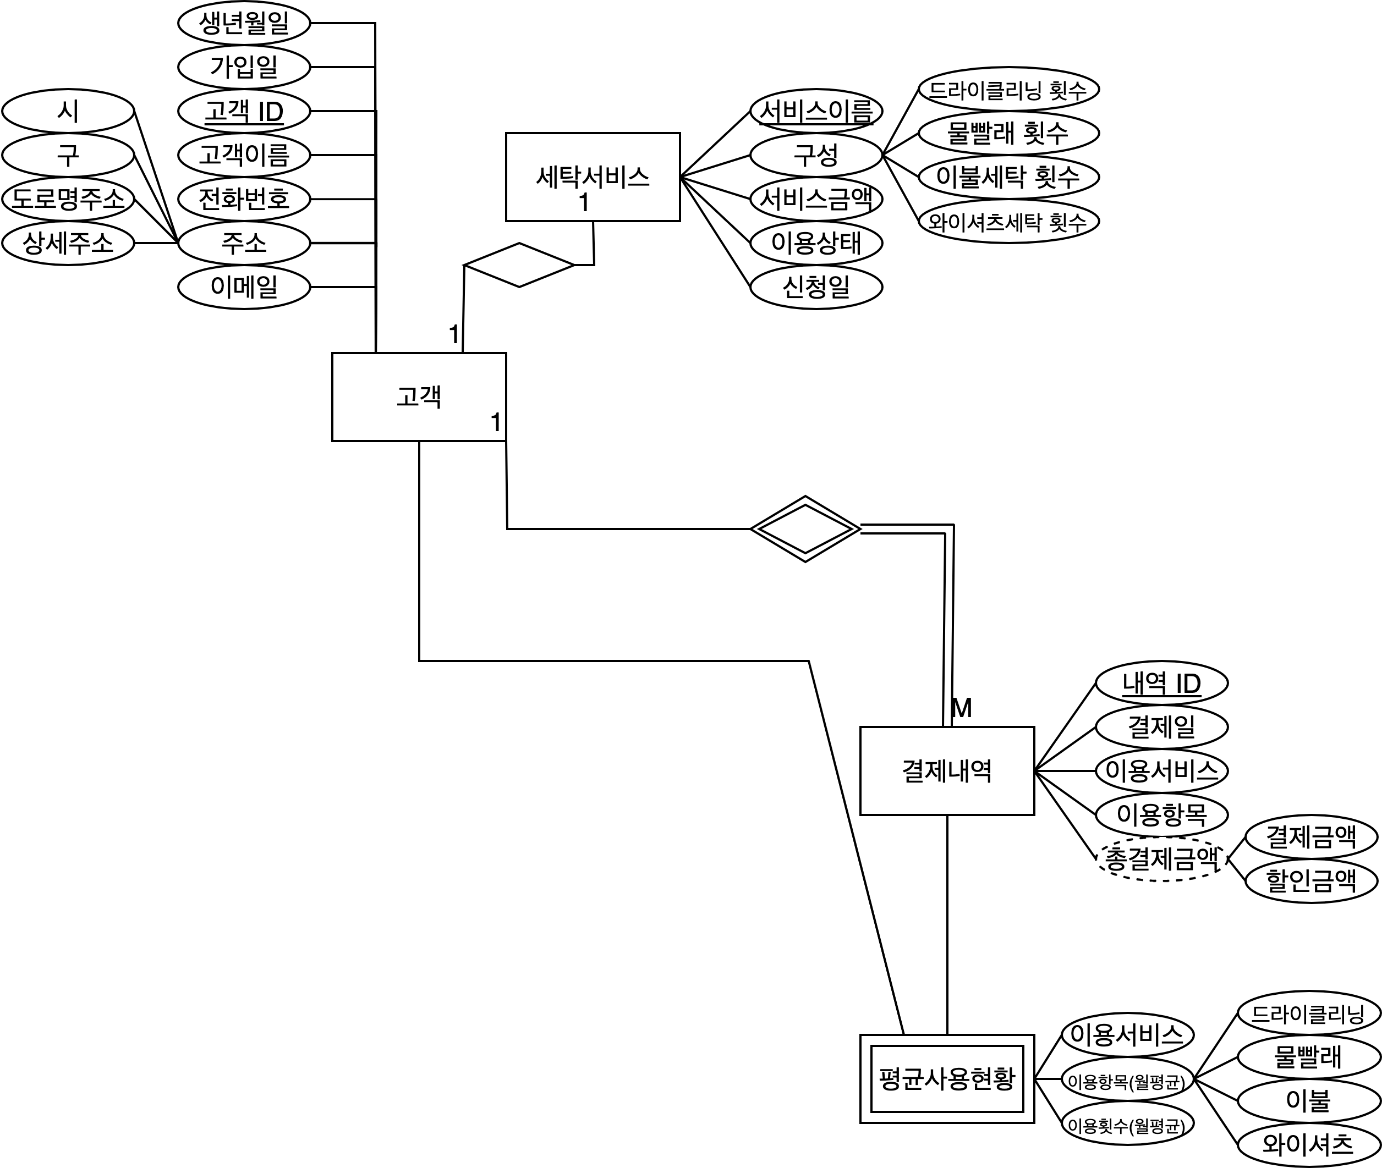 생년월일
가입일
고객 ID
고객이름
전화번호
주소
이메일
시
구
도로명주소
상세주소
세탁서비스
1
서비스이름
구성
서비스금액
이용상태
신청일
드라이클리닝 횟수
물빨래 횟수
이불세탁 횟수
와이셔츠세탁 횟수
1
고객
1
M
결제내역
내역 ID
결제일
이용서비스
이용항목
총결제금액
결제금액
할인금액
평균사용현황
이용서비스
이용항목(월평균)
이용횟수(월평균)
드라이클리닝
물빨래
이불
와이셔츠